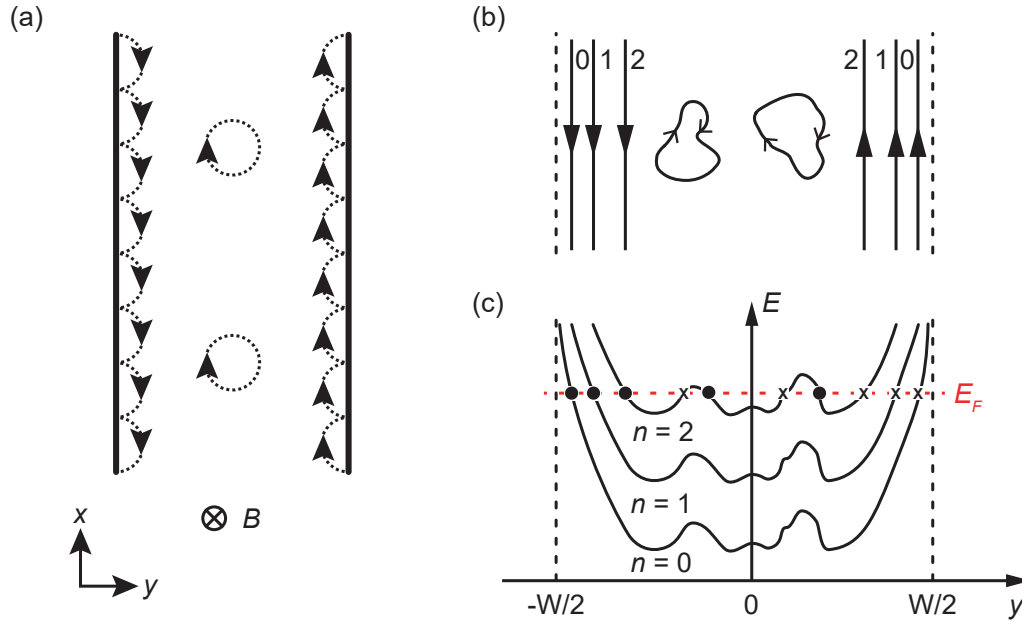 (a)
x
y
B
(b)
0 1 2
2 1 0
(c)
E
x x x x x
E_F
n = 2
n = 1
n = 0
-W/2 0 W/2 y